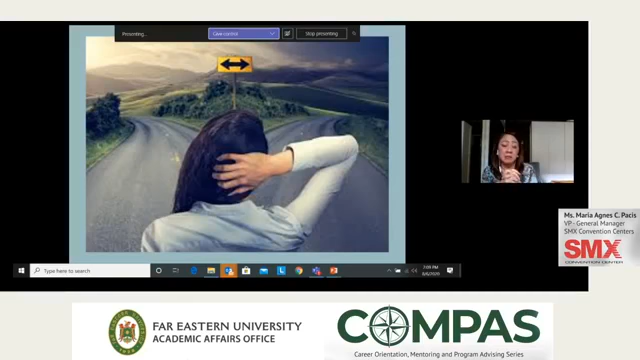 Presenting...
Give control
Stop presenting
Type here to search
7:00 PM
Ms. Maria Agnes C. Pacis
VP - General Manager
SMX Convention Centers
SMX
CONVENTION CENTER
FAR EASTERN UNIVERSITY
ACADEMIC AFFAIRS OFFICE
COMPAS
Career Orientation, Mentoring and Program Advising Series